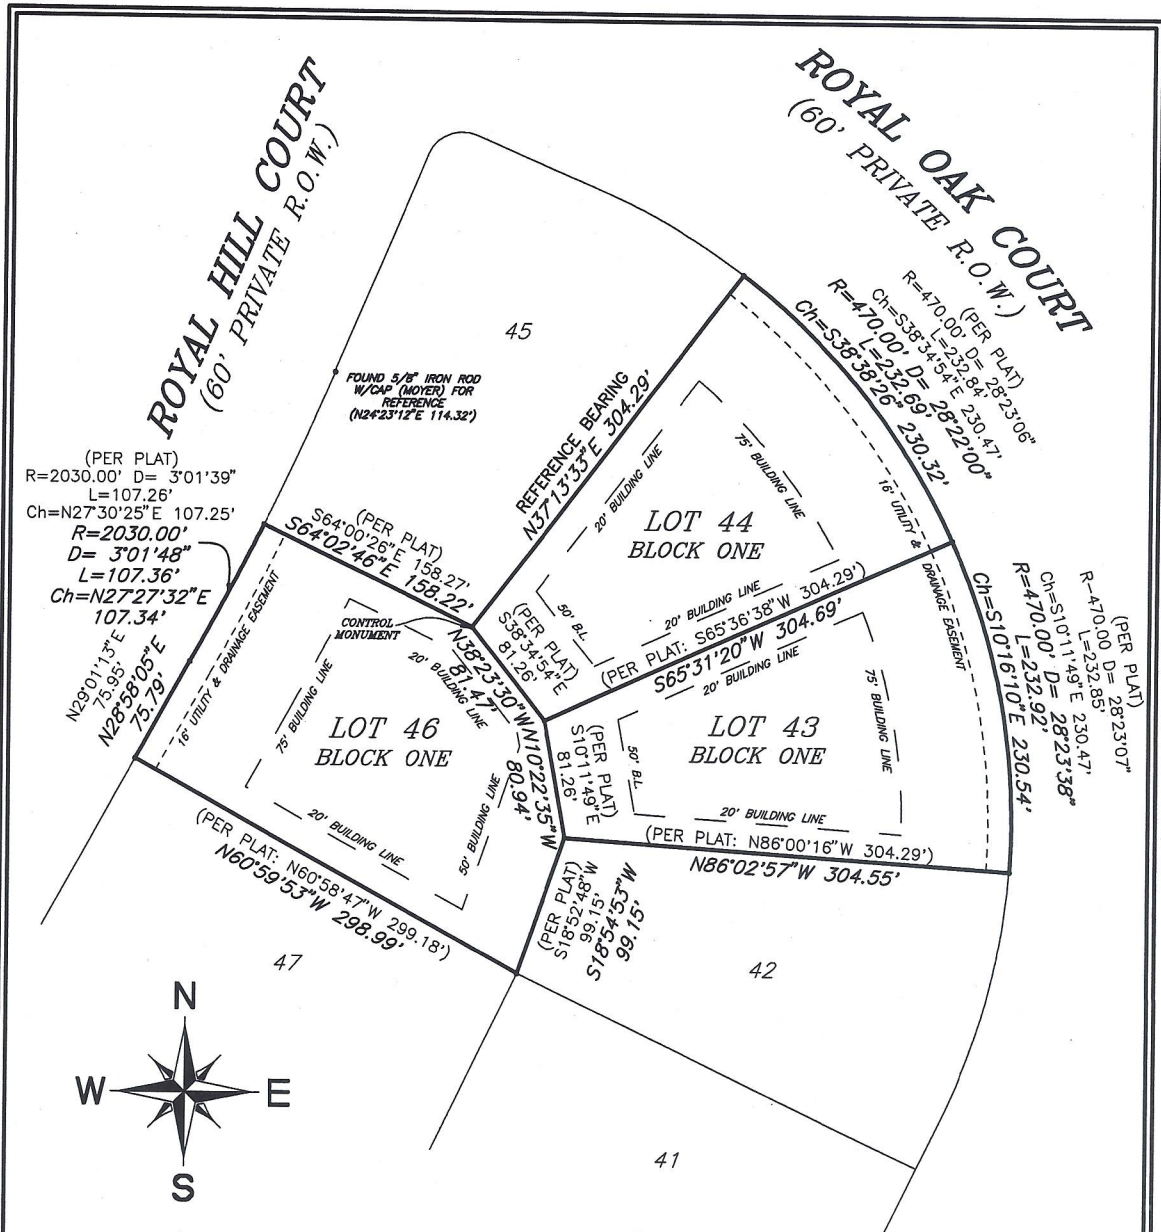 ROYAL HILL COURT
(60' PRIVATE R.O.W.)
ROYAL OAK COURT
(60' PRIVATE R.O.W.)
45
FOUND 5/8" IRON ROD
W/CAP (MOYER) FOR
REFERENCE
(N24°23'12"E 114.32')
REFERENCE BEARING
N37°13'33"E 304.29'
(PER PLAT)
R=470.00' D= 28°23'06"
L=232.84'
Ch=S38°34'54"E 230.47'
R=470.00' D= 28°22'00"
L=232.69'
Ch=S38°38'26" 230.32'
(PER PLAT)
R=2030.00' D= 3°01'39"
L=107.26'
Ch=N27°30'25"E 107.25'
R=2030.00'
D= 3°01'48"
L=107.36'
Ch=N27°27'32"E
107.34'
N29°01'13"E
75.95'
N28°58'05"E
75.79'
(PER PLAT)
S64°00'26"E 158.27'
S64°02'46"E 158.22'
16' UTILITY & DRAINAGE EASEMENT
CONTROL
MONUMENT
75' BUILDING LINE
20' BUILDING LINE
LOT 44
BLOCK ONE
50' B.L.
20' BUILDING LINE
16' UTILITY &
DRAINAGE EASEMENT
(PER PLAT: S65°36'38"W 304.29')
S65°31'20"W 304.69'
20' BUILDING LINE
(PER PLAT)
S38°34'54"E
81.26'
N38°23'30"W
81.47'
20' BUILDING LINE
75' BUILDING LINE
LOT 46
BLOCK ONE
50' BUILDING LINE
20' BUILDING LINE
N10°22'35"W
80.94'
(PER PLAT)
S10°11'49"E
81.26'
50' B.L.
LOT 43
BLOCK ONE
75' BUILDING LINE
20' BUILDING LINE
(PER PLAT)
R=470.00 D= 28°23'07"
L=232.85'
Ch=S10°11'49"E 230.47'
R=470.00' D= 28°23'38"
L=232.92'
Ch=S10°16'10"E 230.54'
(PER PLAT: N86°00'16"W 304.29')
N86°02'57"W 304.55'
(PER PLAT: N60°58'47"W 299.18')
N60°59'53"W 298.99'
(PER PLAT)
S18°52'48"W
99.15'
S18°54'53"W
99.15'
47
42
41
N
W
E
S